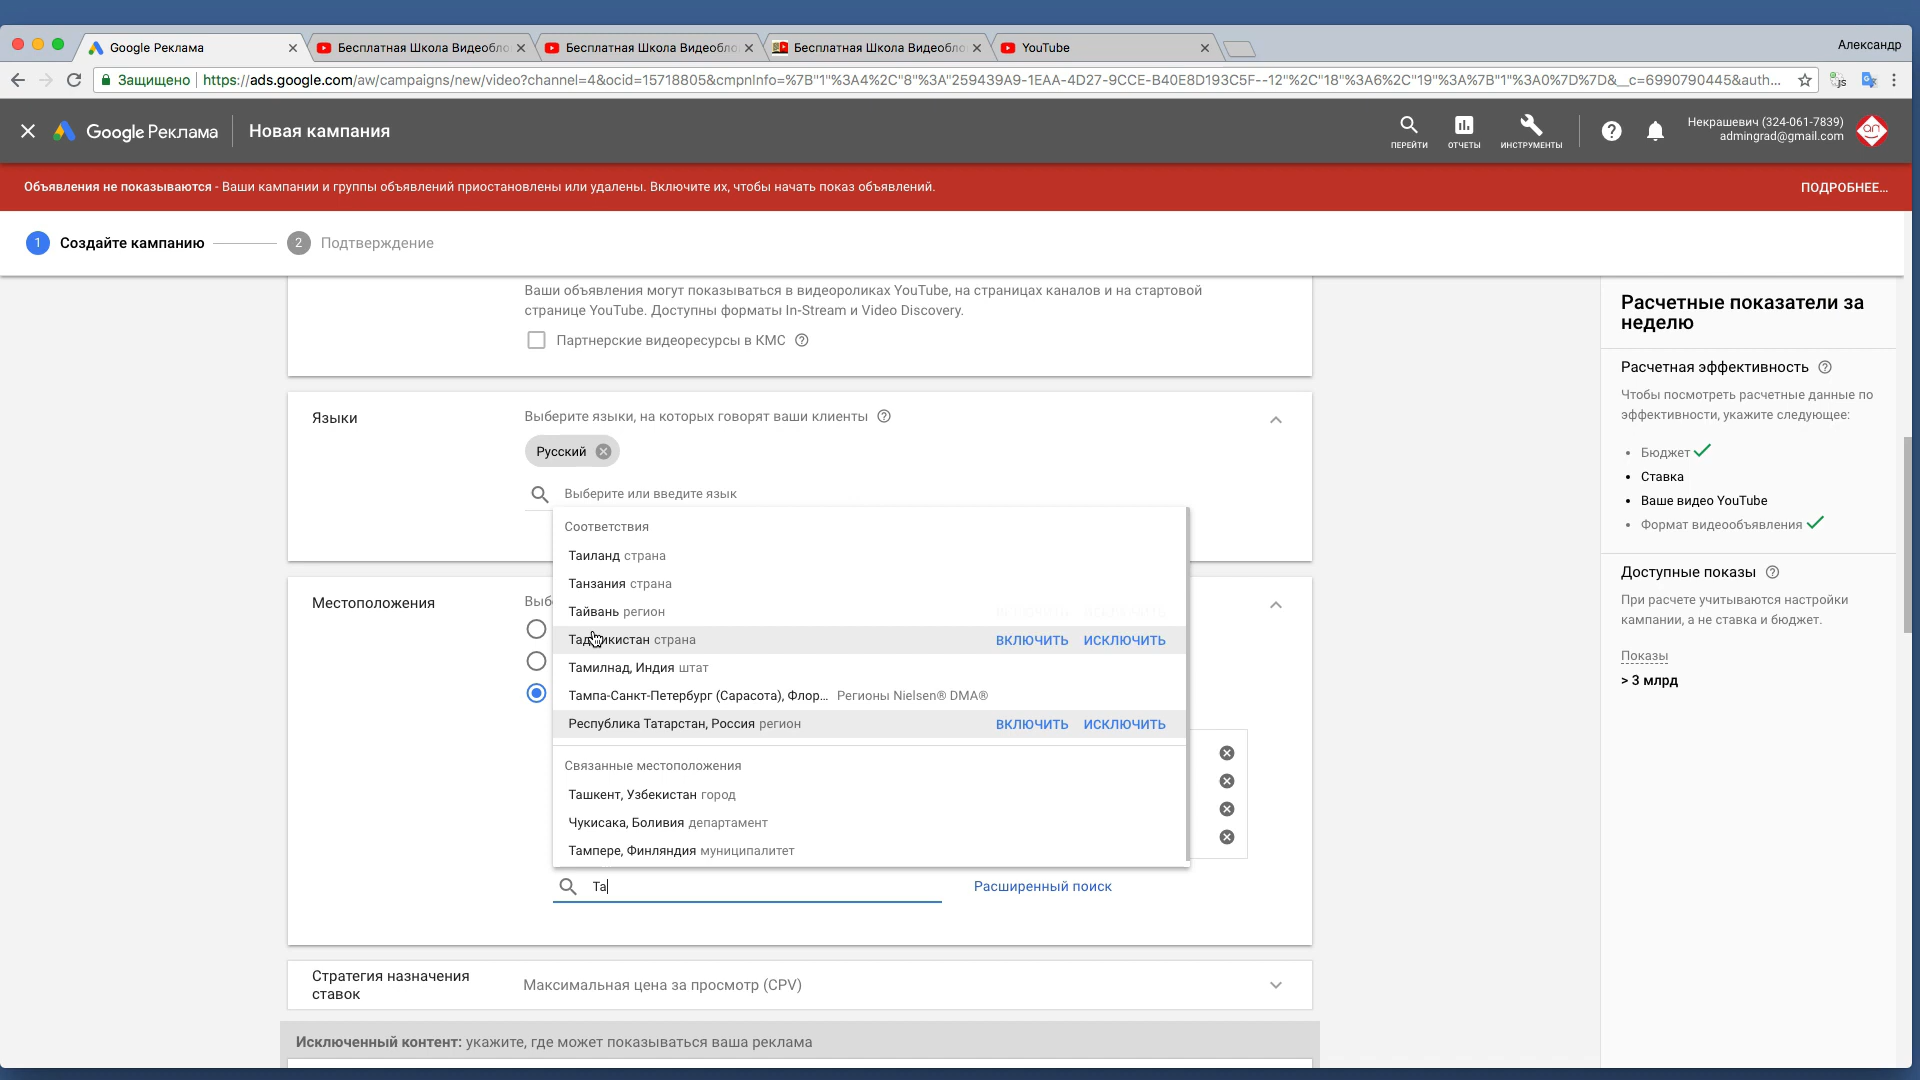 Google Реклама
Бесплатная Школа Видеобло
Бесплатная Школа Видеобло
Бесплатная Школа Видеобло
YouTube
Александр
Защищено
https://ads.google.com/aw/campaigns/new/video?channel=4&ocid=15718805&cmpnInfo=%7B"1"%3A4%2C"8"%3A"259439A9-1EAA-4D27-9CCE-B40E8D193C5F--12"%2C"18"%3A6%2C"19"%3A%7B"1"%3A0%7D%7D&__c=6990790445&auth...
Google Реклама
Новая кампания
ПЕРЕЙТИ
ОТЧЕТЫ
ИНСТРУМЕНТЫ
Некрашевич (324-061-7839)
admingrad@gmail.com
Объявления не показываются - Ваши кампании и группы объявлений приостановлены или удалены. Включите их, чтобы начать показ объявлений.
ПОДРОБНЕЕ...
1 Создайте кампанию
2 Подтверждение
Ваши объявления могут показываться в видеороликах YouTube, на страницах каналов и на стартовой
странице YouTube. Доступны форматы In-Stream и Video Discovery.
Партнерские видеоресурсы в КМС
Языки
Выберите языки, на которых говорят ваши клиенты
Русский
Выберите или введите язык
Местоположения
Выб
Соответствия
Таиланд страна
Танзания страна
Тайвань регион
Таджикистан страна ВКЛЮЧИТЬ ИСКЛЮЧИТЬ
Тамилнад, Индия штат
Тампа-Санкт-Петербург (Сарасота), Флор... Регионы Nielsen® DMA®
Республика Татарстан, Россия регион ВКЛЮЧИТЬ ИСКЛЮЧИТЬ
Связанные местоположения
Ташкент, Узбекистан город
Чукисака, Боливия департамент
Тампере, Финляндия муниципалитет
Та
Расширенный поиск
Стратегия назначения
ставок
Максимальная цена за просмотр (CPV)
Исключенный контент: укажите, где может показываться ваша реклама
Расчетные показатели за
неделю
Расчетная эффективность
Чтобы посмотреть расчетные данные по
эффективности, укажите следующее:
Бюджет
Ставка
Ваше видео YouTube
Формат видеообъявления
Доступные показы
При расчете учитываются настройки
кампании, а не ставка и бюджет.
Показы
> 3 млрд